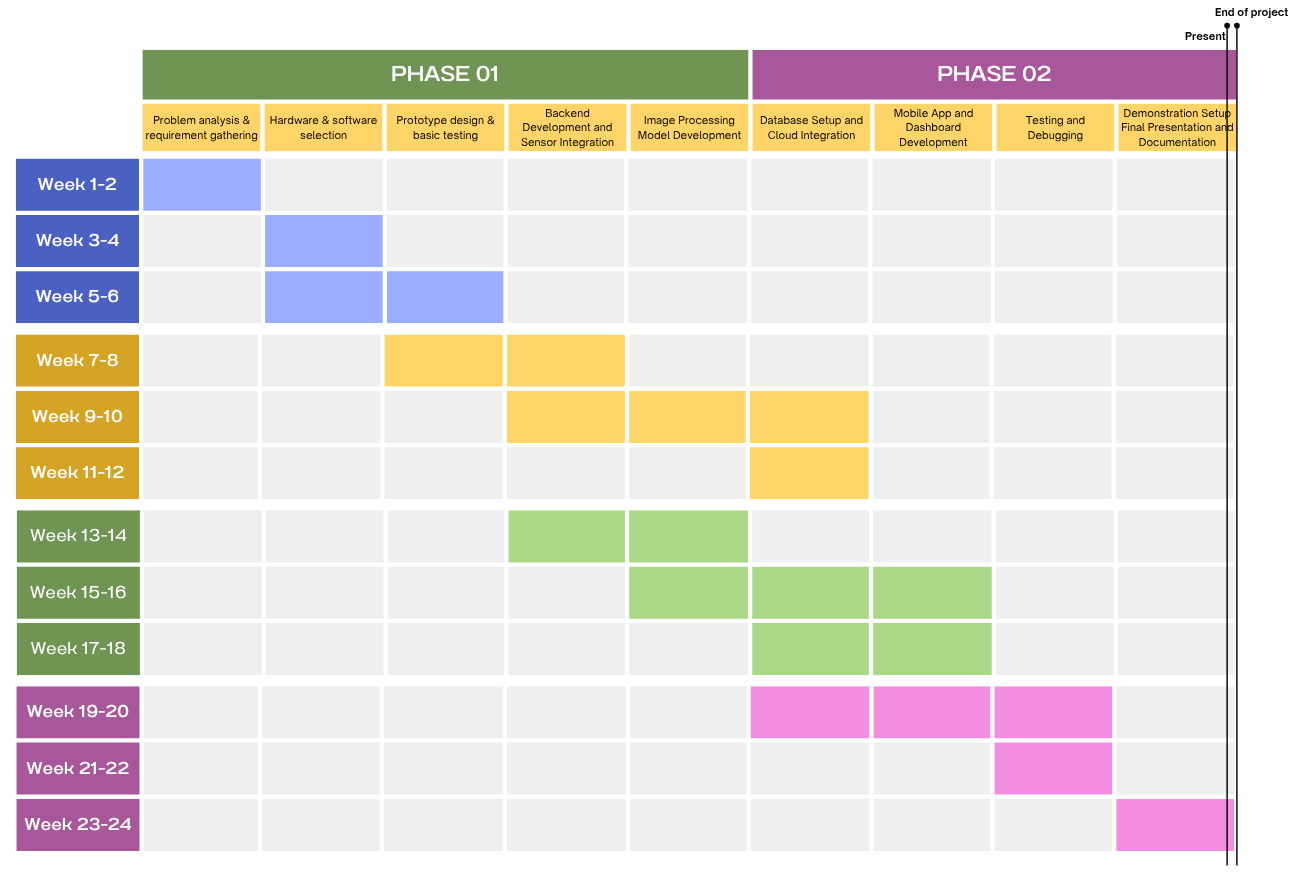 End of project
Present
PHASE 01
PHASE 02
Problem analysis &
requirement gathering
Hardware & software
selection
Prototype design &
basic testing
Backend
Development and
Sensor Integration
Image Processing
Model Development
Database Setup and
Cloud Integration
Mobile App and
Dashboard
Development
Testing and
Debugging
Demonstration Setup
Final Presentation and
Documentation
Week 1-2
Week 3-4
Week 5-6
Week 7-8
Week 9-10
Week 11-12
Week 13-14
Week 15-16
Week 17-18
Week 19-20
Week 21-22
Week 23-24